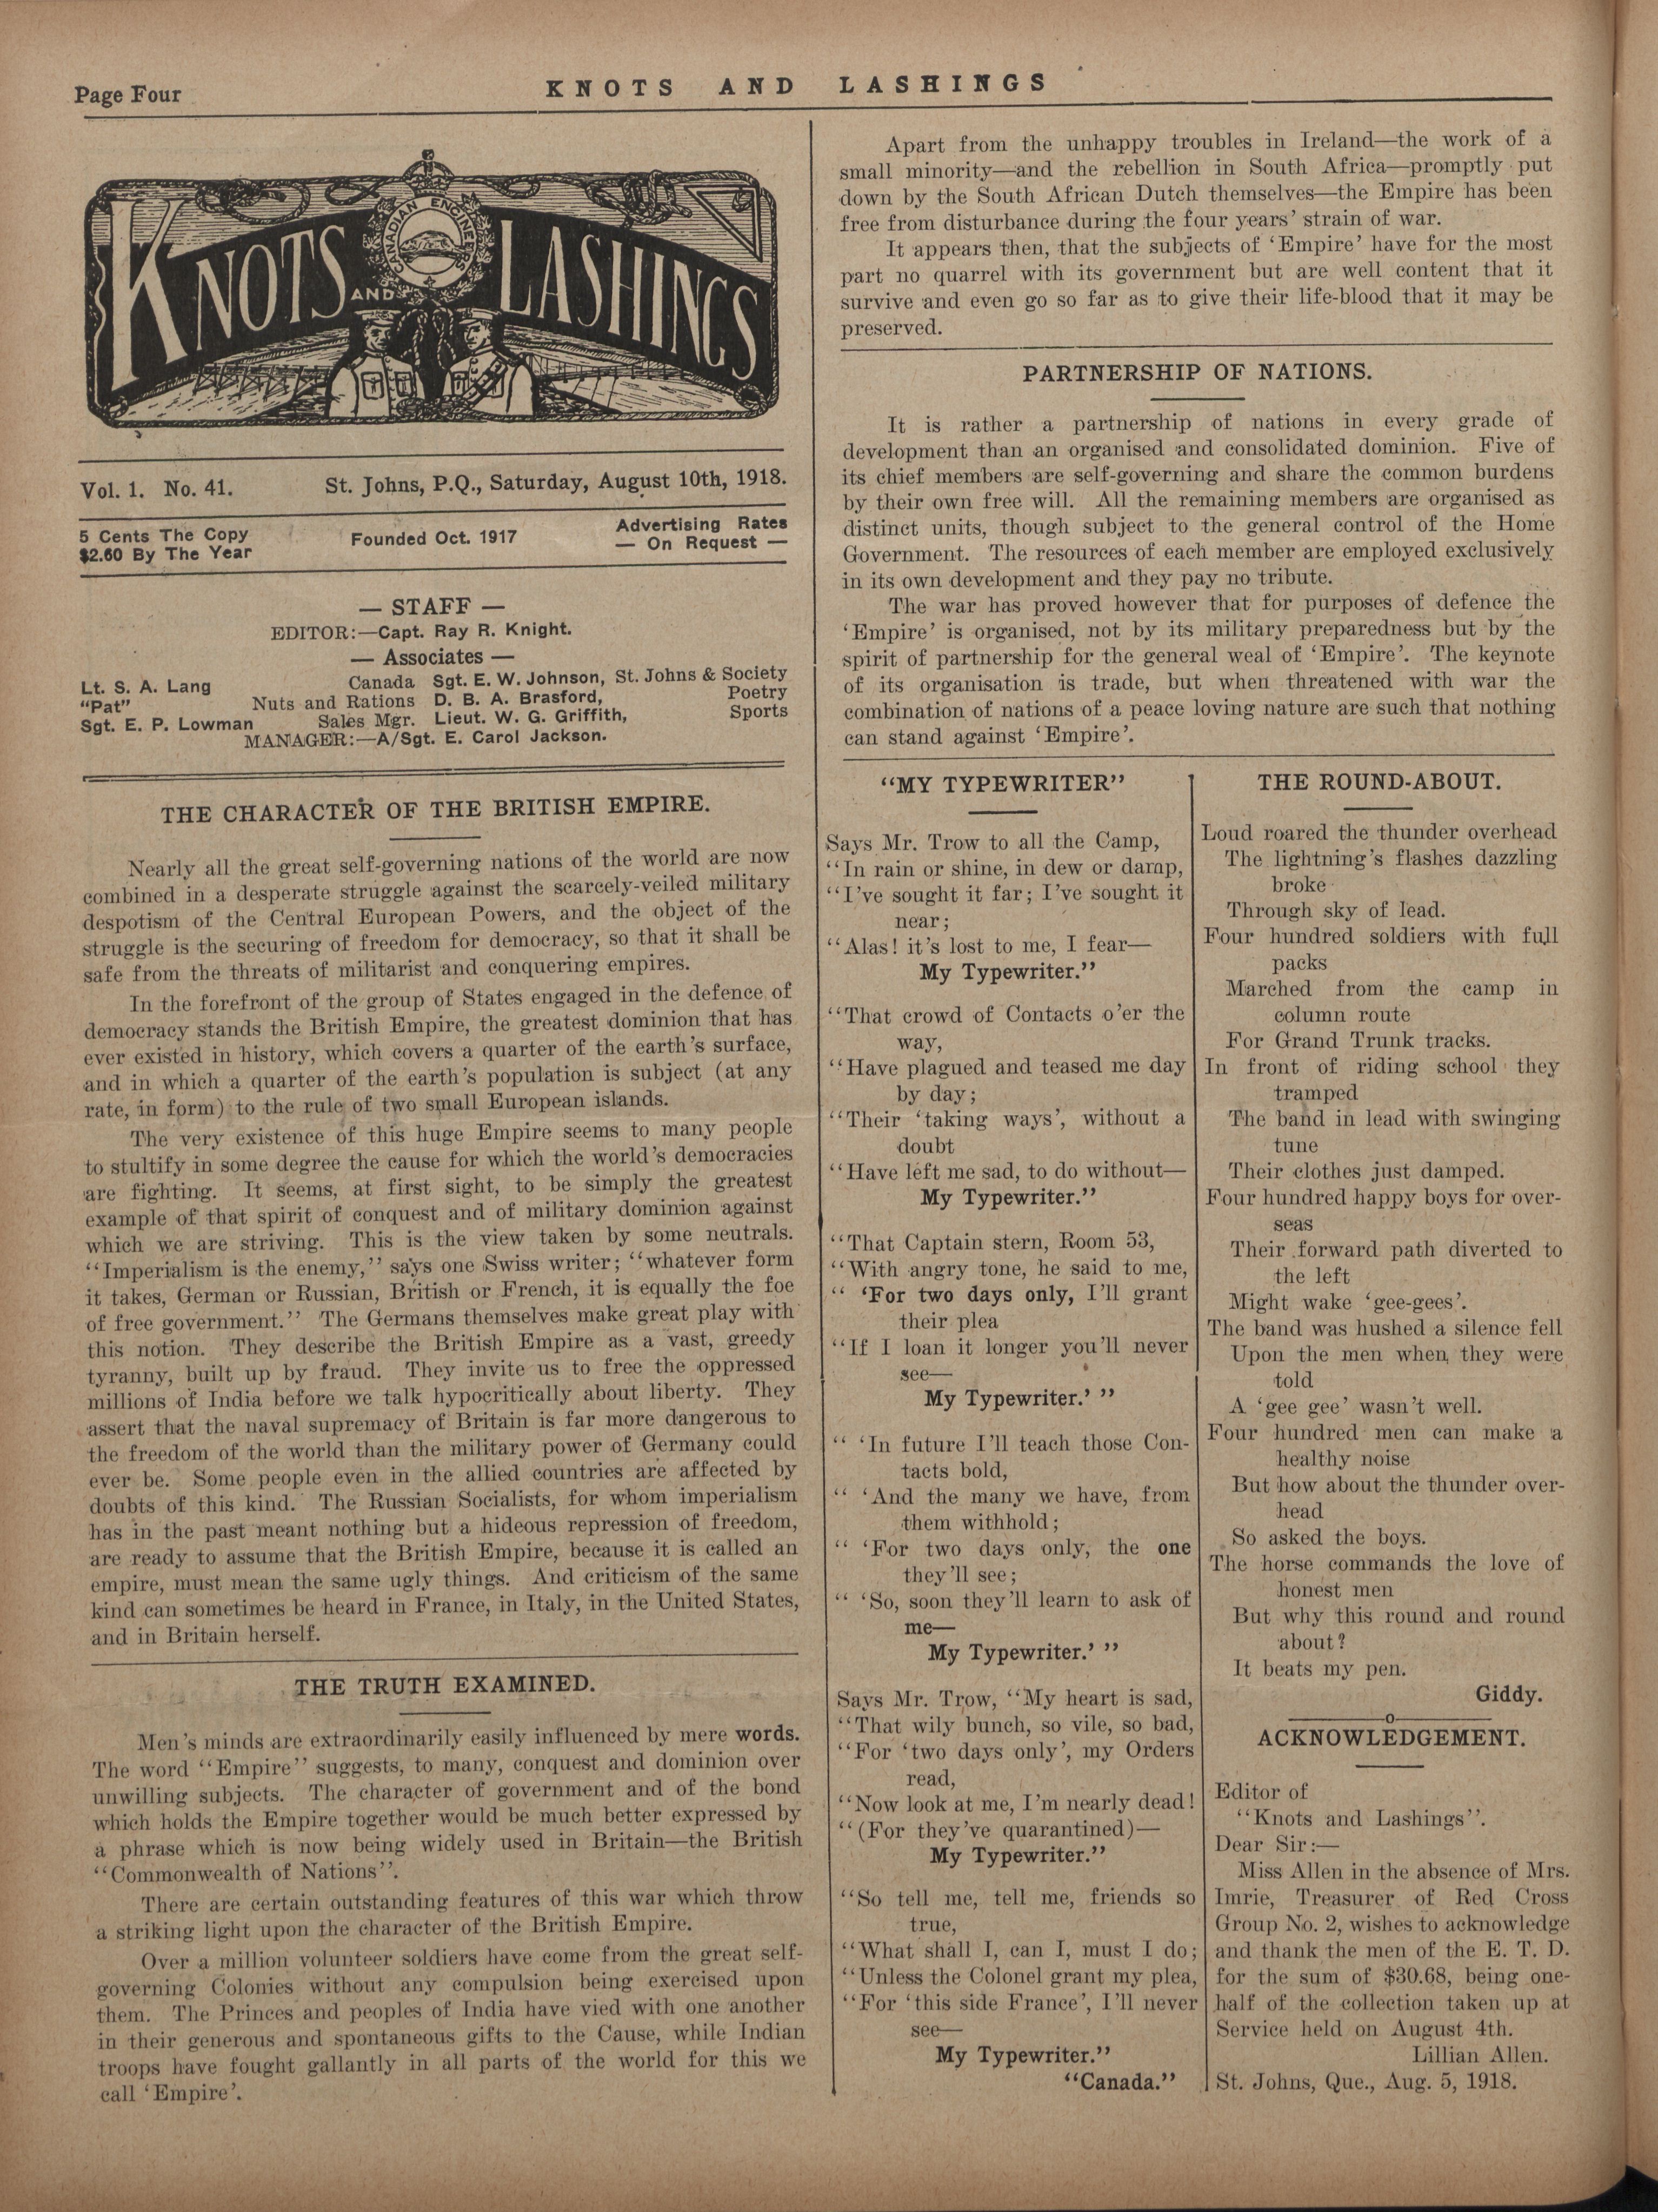 Page Four
KNOTS AND LASHINGS
KNOTS AND LASHINGS
CANADIAN ENGINEERS
Vol. 1. No. 41. St. Johns, P.Q., Saturday, August 10th, 1918.
5 Cents The Copy
$2.60 By The Year
Founded Oct. 1917
Advertising Rates
— On Request —
— STAFF —
EDITOR:—Capt. Ray R. Knight.
— Associates —
Lt. S. A. Lang Canada Sgt. E. W. Johnson, St. Johns & Society
"Pat" Nuts and Rations D. B. A. Brasford, Poetry
Sgt. E. P. Lowman Sales Mgr. Lieut. W. G. Griffith, Sports
MANAGER:—A/Sgt. E. Carol Jackson.
THE CHARACTER OF THE BRITISH EMPIRE.
Nearly all the great self-governing nations of the world are now
combined in a desperate struggle against the scarcely-veiled military
despotism of the Central European Powers, and the object of the
struggle is the securing of freedom for democracy, so that it shall be
safe from the threats of militarist and conquering empires.
In the forefront of the group of States engaged in the defence of
democracy stands the British Empire, the greatest dominion that has
ever existed in history, which covers a quarter of the earth's surface,
and in which a quarter of the earth's population is subject (at any
rate, in form) to the rule of two small European islands.
The very existence of this huge Empire seems to many people
to stultify in some degree the cause for which the world's democracies
are fighting. It seems, at first sight, to be simply the greatest
example of that spirit of conquest and of military dominion against
which we are striving. This is the view taken by some neutrals.
"Imperialism is the enemy," says one Swiss writer; "whatever form
it takes, German or Russian, British or French, it is equally the foe
of free government." The Germans themselves make great play with
this notion. They describe the British Empire as a vast, greedy
tyranny, built up by fraud. They invite us to free the oppressed
millions of India before we talk hypocritically about liberty. They
assert that the naval supremacy of Britain is far more dangerous to
the freedom of the world than the military power of Germany could
ever be. Some people even in the allied countries are affected by
doubts of this kind. The Russian Socialists, for whom imperialism
has in the past meant nothing but a hideous repression of freedom,
are ready to assume that the British Empire, because it is called an
empire, must mean the same ugly things. And criticism of the same
kind can sometimes be heard in France, in Italy, in the United States,
and in Britain herself.
THE TRUTH EXAMINED.
Men's minds are extraordinarily easily influenced by mere words.
The word "Empire" suggests, to many, conquest and dominion over
unwilling subjects. The character of government and of the bond
which holds the Empire together would be much better expressed by
a phrase which is now being widely used in Britain—the British
"Commonwealth of Nations".
There are certain outstanding features of this war which throw
a striking light upon the character of the British Empire.
Over a million volunteer soldiers have come from the great self-
governing Colonies without any compulsion being exercised upon
them. The Princes and peoples of India have vied with one another
in their generous and spontaneous gifts to the Cause, while Indian
troops have fought gallantly in all parts of the world for this we
call 'Empire'.
Apart from the unhappy troubles in Ireland—the work of a
small minority—and the rebellion in South Africa—promptly put
down by the South African Dutch themselves—the Empire has been
free from disturbance during the four years' strain of war.
It appears then, that the subjects of 'Empire' have for the most
part no quarrel with its government but are well content that it
survive and even go so far as to give their life-blood that it may be
preserved.
PARTNERSHIP OF NATIONS.
It is rather a partnership of nations in every grade of
development than an organised and consolidated dominion. Five of
its chief members are self-governing and share the common burdens
by their own free will. All the remaining members are organised as
distinct units, though subject to the general control of the Home
Government. The resources of each member are employed exclusively
in its own development and they pay no tribute.
The war has proved however that for purposes of defence the
'Empire' is organised, not by its military preparedness but by the
spirit of partnership for the general weal of 'Empire'. The keynote
of its organisation is trade, but when threatened with war the
combination of nations of a peace loving nature are such that nothing
can stand against 'Empire'.
"MY TYPEWRITER"
Says Mr. Trow to all the Camp,
"In rain or shine, in dew or damp,
"I've sought it far; I've sought it
near;
"Alas! it's lost to me, I fear—
My Typewriter."
"That crowd of Contacts o'er the
way,
"Have plagued and teased me day
by day;
"Their 'taking ways', without a
doubt
"Have left me sad, to do without—
My Typewriter."
"That Captain stern, Room 53,
"With angry tone, he said to me,
" 'For two days only, I'll grant
their plea
"If I loan it longer you'll never
see—
My Typewriter.' "
" 'In future I'll teach those Con-
tacts bold,
" 'And the many we have, from
them withhold;
" 'For two days only, the one
they'll see;
" 'So, soon they'll learn to ask of
me—
My Typewriter.' "
Says Mr. Trow, "My heart is sad,
"That wily bunch, so vile, so bad,
"For 'two days only', my Orders
read,
"Now look at me, I'm nearly dead!
"(For they've quarantined)—
My Typewriter."
"So tell me, tell me, friends so
true,
"What shall I, can I, must I do;
"Unless the Colonel grant my plea,
"For 'this side France', I'll never
see—
My Typewriter."
"Canada."
THE ROUND-ABOUT.
Loud roared the thunder overhead
The lightning's flashes dazzling
broke
Through sky of lead.
Four hundred soldiers with full
packs
Marched from the camp in
column route
For Grand Trunk tracks.
In front of riding school they
tramped
The band in lead with swinging
tune
Their clothes just damped.
Four hundred happy boys for over-
seas
Their forward path diverted to
the left
Might wake 'gee-gees'.
The band was hushed a silence fell
Upon the men when they were
told
A 'gee gee' wasn't well.
Four hundred men can make a
healthy noise
But how about the thunder over-
head
So asked the boys.
The horse commands the love of
honest men
But why this round and round
about?
It beats my pen.
Giddy.
ACKNOWLEDGEMENT.
Editor of
"Knots and Lashings".
Dear Sir:—
Miss Allen in the absence of Mrs.
Imrie, Treasurer of Red Cross
Group No. 2, wishes to acknowledge
and thank the men of the E. T. D.
for the sum of $30.68, being one-
half of the collection taken up at
Service held on August 4th.
Lillian Allen.
St. Johns, Que., Aug. 5, 1918.